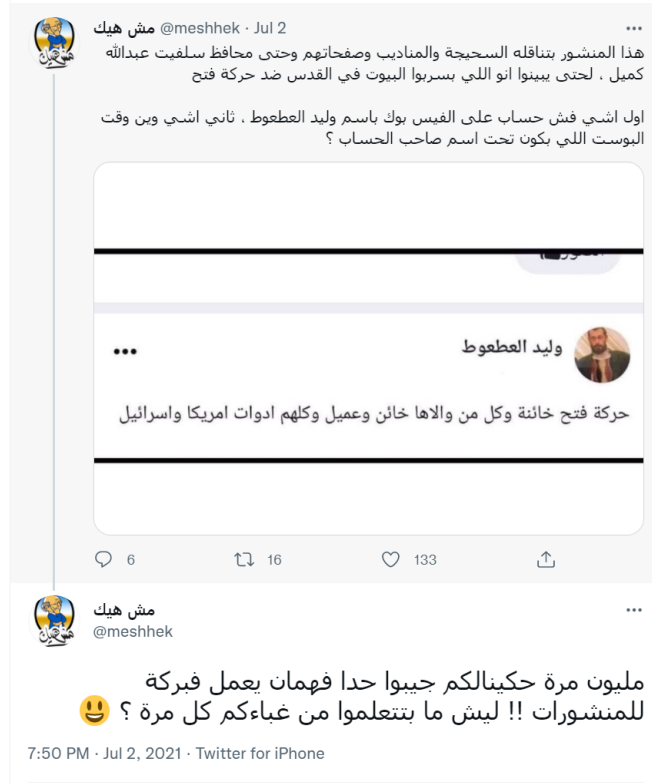 مش هيك @meshhek · Jul 2
هذا المنشور بتناقله السحيجة والمناديب وصفحاتهم وحتى محافظ سلفيت عبدالله
كميل ، لحتى يبينوا انو اللي بسربوا البيوت في القدس ضد حركة فتح
اول اشي فش حساب على الفيس بوك باسم وليد العطعوط ، ثاني اشي وين وقت
البوست اللي بكون تحت اسم صاحب الحساب ؟
وليد العطعوط
حركة فتح خائنة وكل من والاها خائن وعميل وكلهم ادوات امريكا واسرائيل
6 16 133
مش هيك
@meshhek
مليون مرة حكينالكم جيبوا حدا فهمان يعمل فبركة
للمنشورات !! ليش ما بتتعلموا من غباءكم كل مرة ؟ 😃
7:50 PM · Jul 2, 2021 · Twitter for iPhone